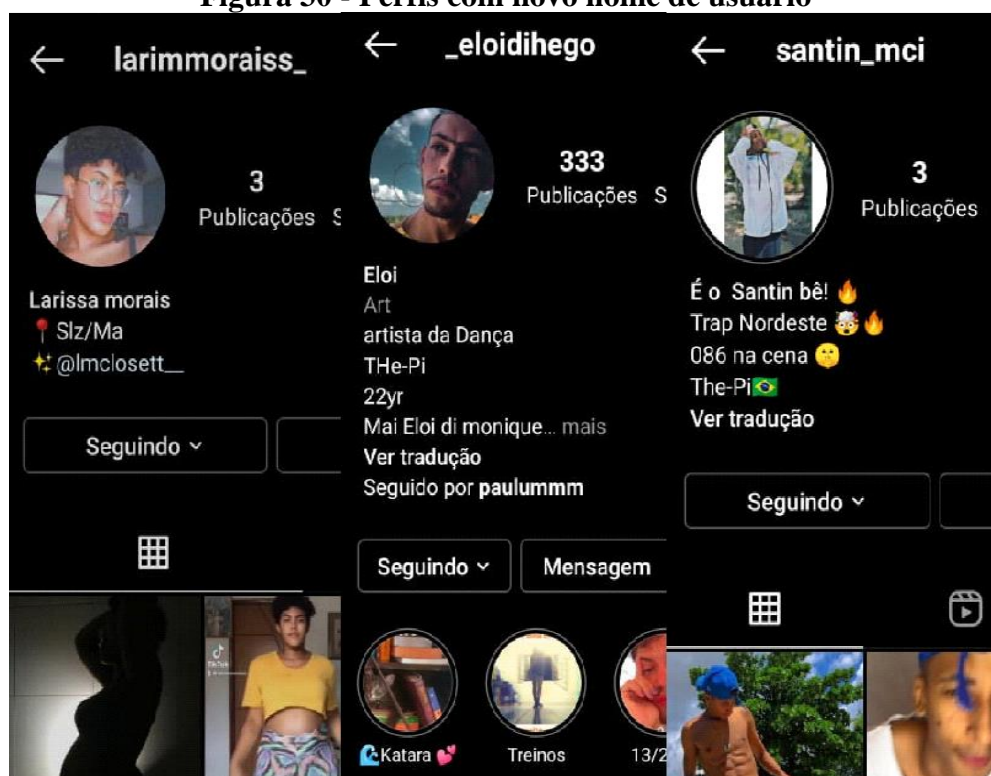 Figura 30 - Perfis com novo nome de usuário
larimmoraiss_
3
Publicações S
Larissa morais
📍 Slz/Ma
✨ @lmclosett__
Seguindo
_eloidihego
333
Publicações S
Eloi
Art
artista da Dança
THe-Pi
22yr
Mai Eloi di monique... mais
Ver tradução
Seguido por paulummm
Seguindo
Mensagem
🌊Katara 💕
Treinos
13/2
santin_mci
3
Publicações
É o Santin bê! 🔥
Trap Nordeste 🤯🔥
086 na cena 🤫
The-Pi🇧🇷
Ver tradução
Seguindo
TikTok